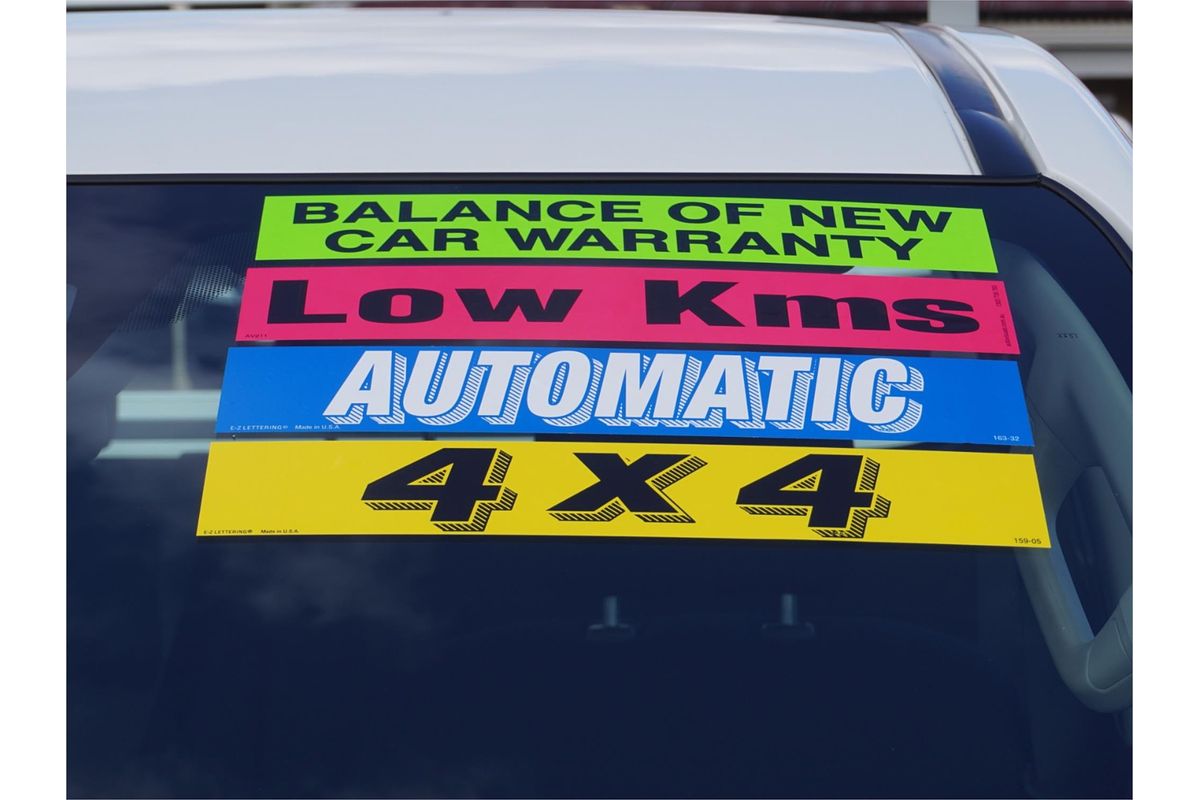 BALANCE OF NEW
CAR WARRANTY
Low Kms
AV211
AUTOMATIC
E-Z LETTERING® Made in U.S.A. 163-32
4 X 4
E-Z LETTERING® Made in U.S.A. 159-05